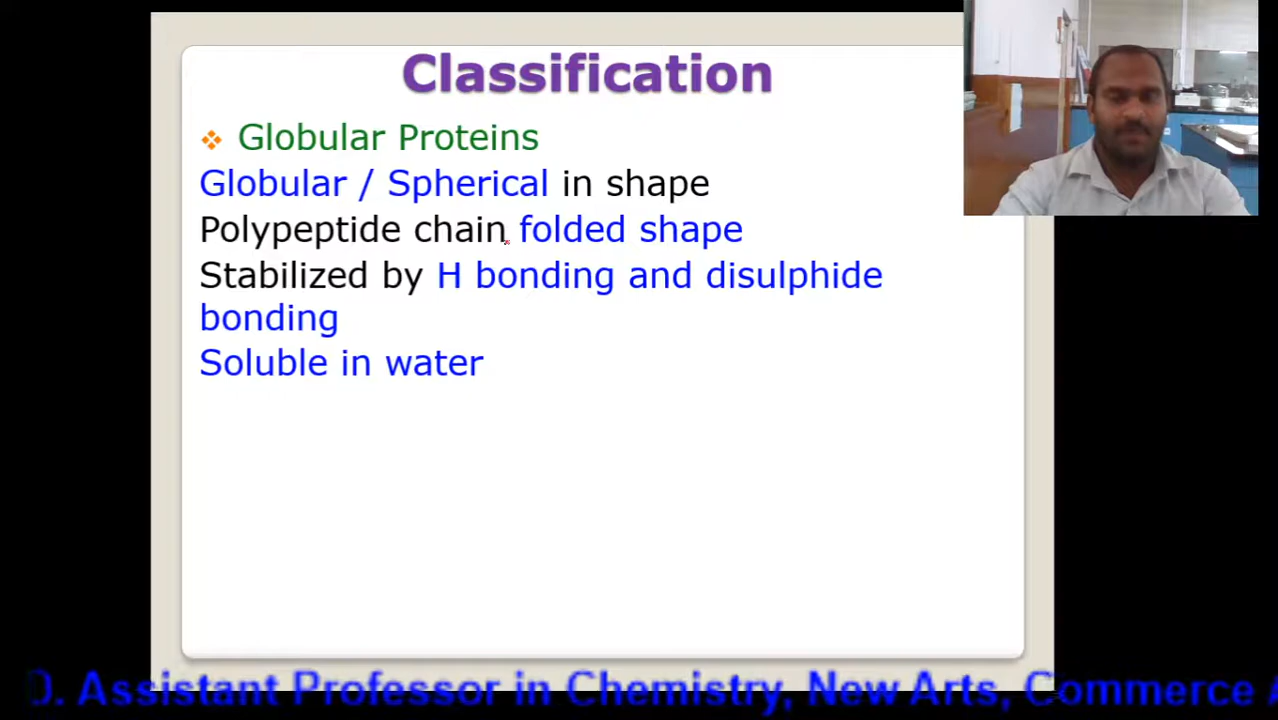 Classification
Globular Proteins
Globular / Spherical in shape
Polypeptide chain folded shape
Stabilized by H bonding and disulphide
bonding
Soluble in water
D. Assistant Professor in Chemistry, New Arts, Commerce